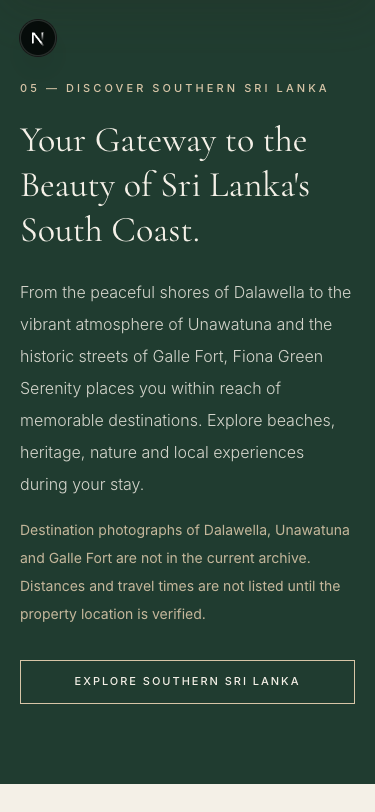 N
05 — DISCOVER SOUTHERN SRI LANKA
Your Gateway to the
Beauty of Sri Lanka's
South Coast.
From the peaceful shores of Dalawella to the
vibrant atmosphere of Unawatuna and the
historic streets of Galle Fort, Fiona Green
Serenity places you within reach of
memorable destinations. Explore beaches,
heritage, nature and local experiences
during your stay.
Destination photographs of Dalawella, Unawatuna
and Galle Fort are not in the current archive.
Distances and travel times are not listed until the
property location is verified.
EXPLORE SOUTHERN SRI LANKA